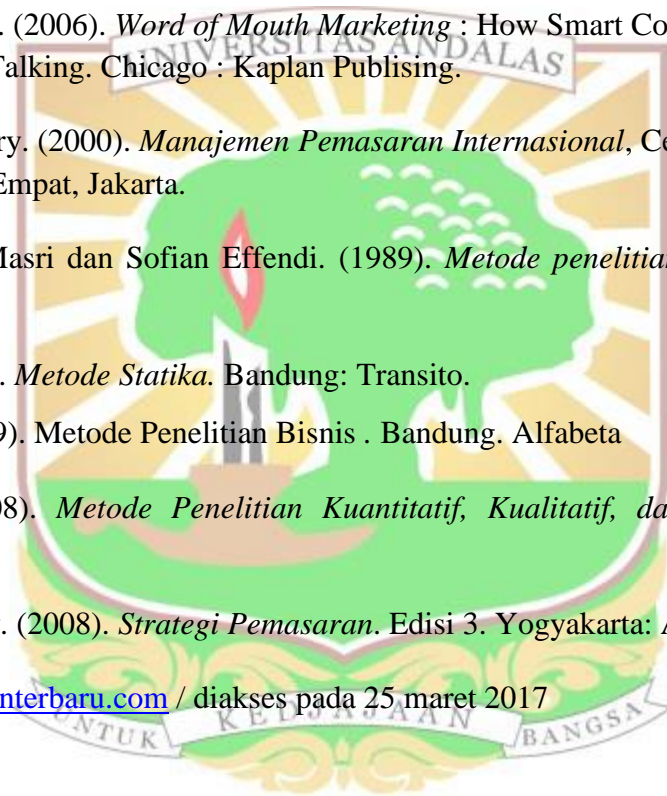 . (2006). Word of Mouth Marketing : How Smart Co
UNIVERSITAS ANDALAS
Talking. Chicago : Kaplan Publising.
ry. (2000). Manajemen Pemasaran Internasional, Ce
Empat, Jakarta.
Masri dan Sofian Effendi. (1989). Metode penelitian
. Metode Statika. Bandung: Transito.
9). Metode Penelitian Bisnis . Bandung. Alfabeta
08). Metode Penelitian Kuantitatif, Kualitatif, da
. (2008). Strategi Pemasaran. Edisi 3. Yogyakarta: A
nterbaru.com / diakses pada 25 maret 2017
UNTUK KEDJAJAAN BANGSA